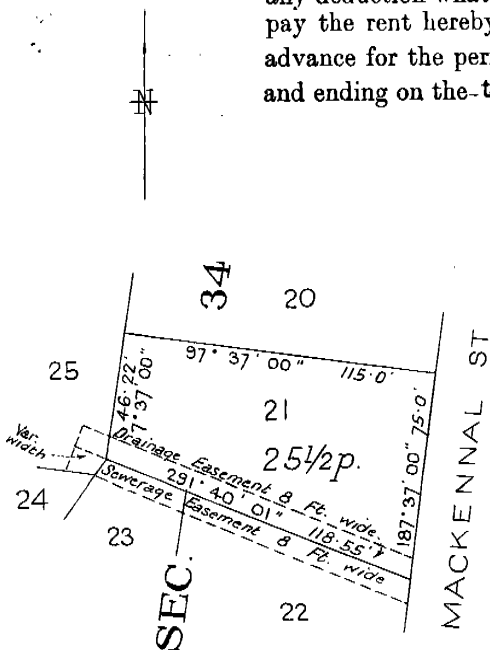 any deduction what
pay the rent hereby
advance for the per
and ending on the t
N
34
20
97° 37' 00" 115·0'
25
46·22'
7° 37' 00"
21
25½p.
187° 37' 00" 75·0'
MACKENNAL ST
Var.
width
Drainage Easement 8 Ft. wide.
291° 40' 01" 118·55'
Sewerage Easement 8 Ft. wide
24
23
22
SEC.